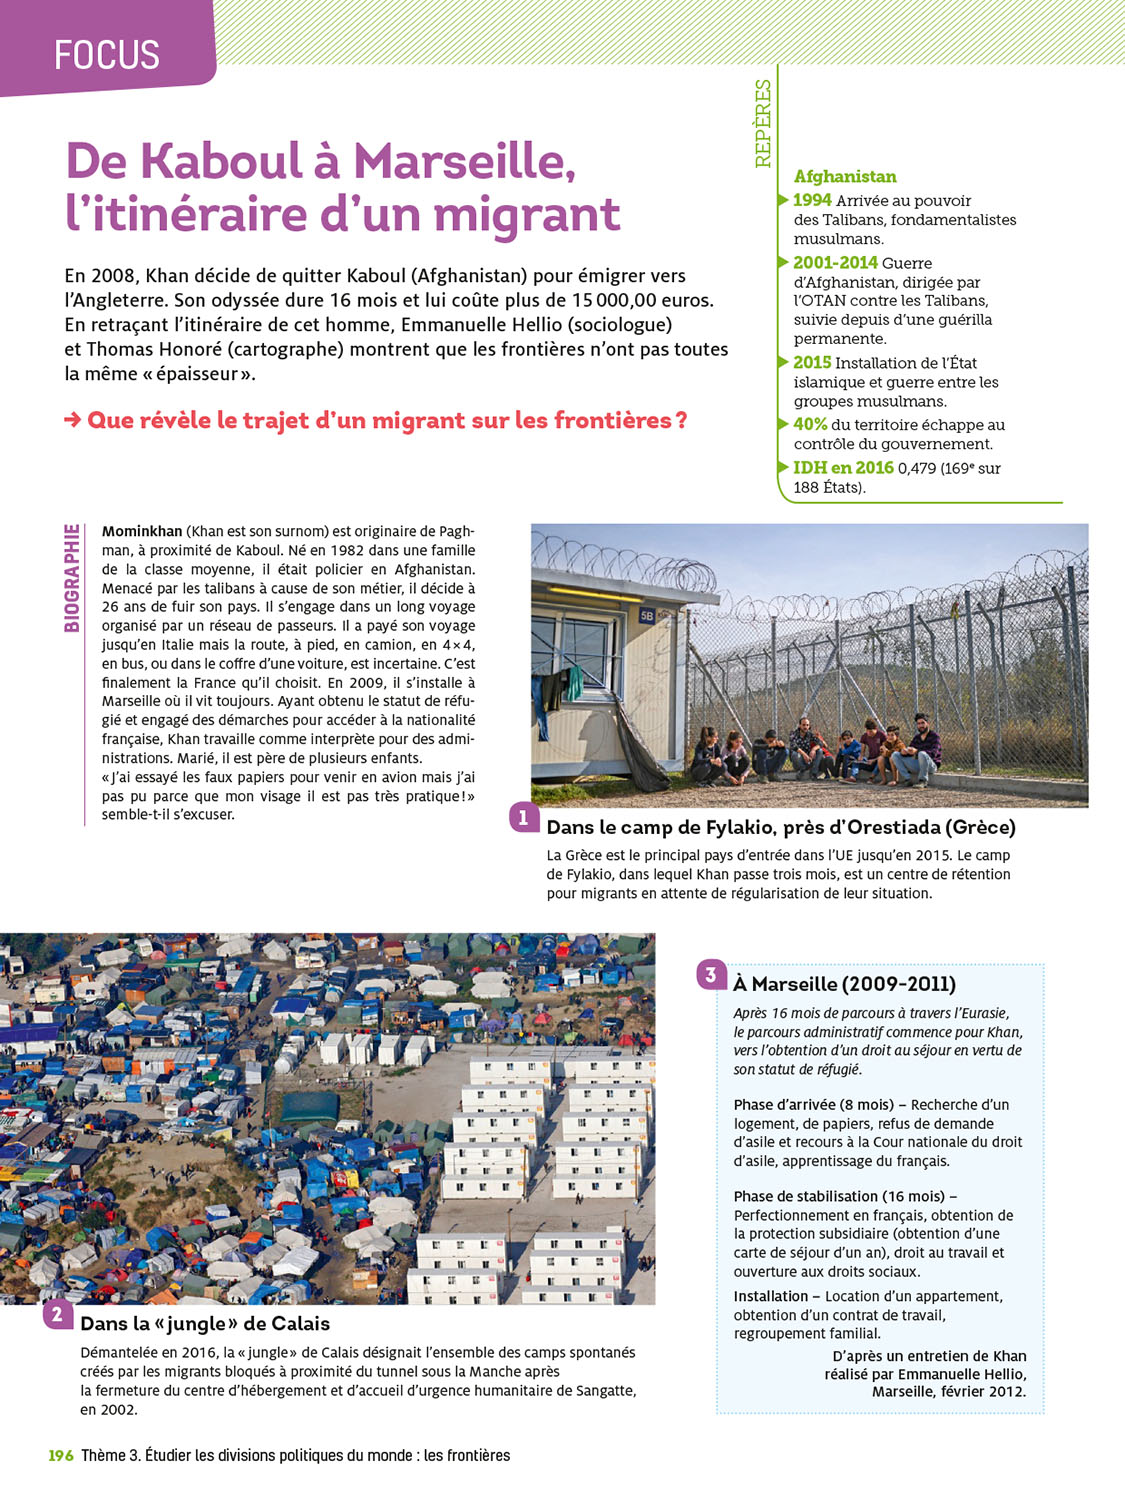 FOCUS
De Kaboul à Marseille,
l'itinéraire d'un migrant
En 2008, Khan décide de quitter Kaboul (Afghanistan) pour émigrer vers
l'Angleterre. Son odyssée dure 16 mois et lui coûte plus de 15 000,00 euros.
En retraçant l'itinéraire de cet homme, Emmanuelle Hellio (sociologue)
et Thomas Honoré (cartographe) montrent que les frontières n'ont pas toutes
la même « épaisseur ».
→ Que révèle le trajet d'un migrant sur les frontières ?
REPÈRES
Afghanistan
1994 Arrivée au pouvoir
des Talibans, fondamentalistes
musulmans.
2001-2014 Guerre
d'Afghanistan, dirigée par
l'OTAN contre les Talibans,
suivie depuis d'une guérilla
permanente.
2015 Installation de l'État
islamique et guerre entre les
groupes musulmans.
40% du territoire échappe au
contrôle du gouvernement.
IDH en 2016 0,479 (169e sur
188 États).
BIOGRAPHIE
Mominkhan (Khan est son surnom) est originaire de Pagh-
man, à proximité de Kaboul. Né en 1982 dans une famille
de la classe moyenne, il était policier en Afghanistan.
Menacé par les talibans à cause de son métier, il décide à
26 ans de fuir son pays. Il s'engage dans un long voyage
organisé par un réseau de passeurs. Il a payé son voyage
jusqu'en Italie mais la route, à pied, en camion, en 4×4,
en bus, ou dans le coffre d'une voiture, est incertaine. C'est
finalement la France qu'il choisit. En 2009, il s'installe à
Marseille où il vit toujours. Ayant obtenu le statut de réfu-
gié et engagé des démarches pour accéder à la nationalité
française, Khan travaille comme interprète pour des admi-
nistrations. Marié, il est père de plusieurs enfants.
« J'ai essayé les faux papiers pour venir en avion mais j'ai
pas pu parce que mon visage il est pas très pratique ! »
semble-t-il s'excuser.
5B
1
Dans le camp de Fylakio, près d'Orestiada (Grèce)
La Grèce est le principal pays d'entrée dans l'UE jusqu'en 2015. Le camp
de Fylakio, dans lequel Khan passe trois mois, est un centre de rétention
pour migrants en attente de régularisation de leur situation.
2
Dans la « jungle » de Calais
Démantelée en 2016, la « jungle » de Calais désignait l'ensemble des camps spontanés
créés par les migrants bloqués à proximité du tunnel sous la Manche après
la fermeture du centre d'hébergement et d'accueil d'urgence humanitaire de Sangatte,
en 2002.
3
À Marseille (2009-2011)
Après 16 mois de parcours à travers l'Eurasie,
le parcours administratif commence pour Khan,
vers l'obtention d'un droit au séjour en vertu de
son statut de réfugié.
Phase d'arrivée (8 mois) – Recherche d'un
logement, de papiers, refus de demande
d'asile et recours à la Cour nationale du droit
d'asile, apprentissage du français.
Phase de stabilisation (16 mois) –
Perfectionnement en français, obtention de
la protection subsidiaire (obtention d'une
carte de séjour d'un an), droit au travail et
ouverture aux droits sociaux.
Installation – Location d'un appartement,
obtention d'un contrat de travail,
regroupement familial.
D'après un entretien de Khan
réalisé par Emmanuelle Hellio,
Marseille, février 2012.
196 Thème 3. Étudier les divisions politiques du monde : les frontières